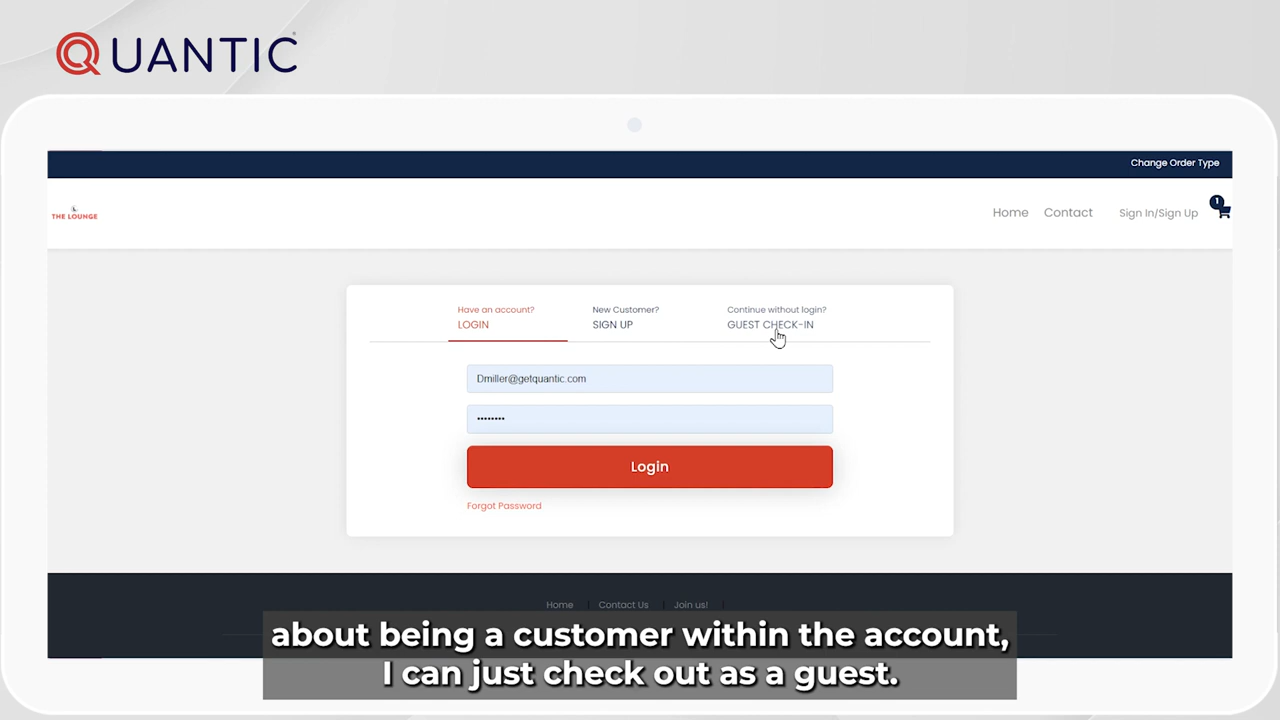 QUANTIC
Change Order Type
THE LOUNGE
Home Contact Sign In/Sign Up 1
Have an account? New Customer? Continue without login?
LOGIN SIGN UP GUEST CHECK-IN
Dmiller@getquantic.com
••••••••
Login
Forgot Password
Home Contact Us Join us!
about being a customer within the account,
I can just check out as a guest.